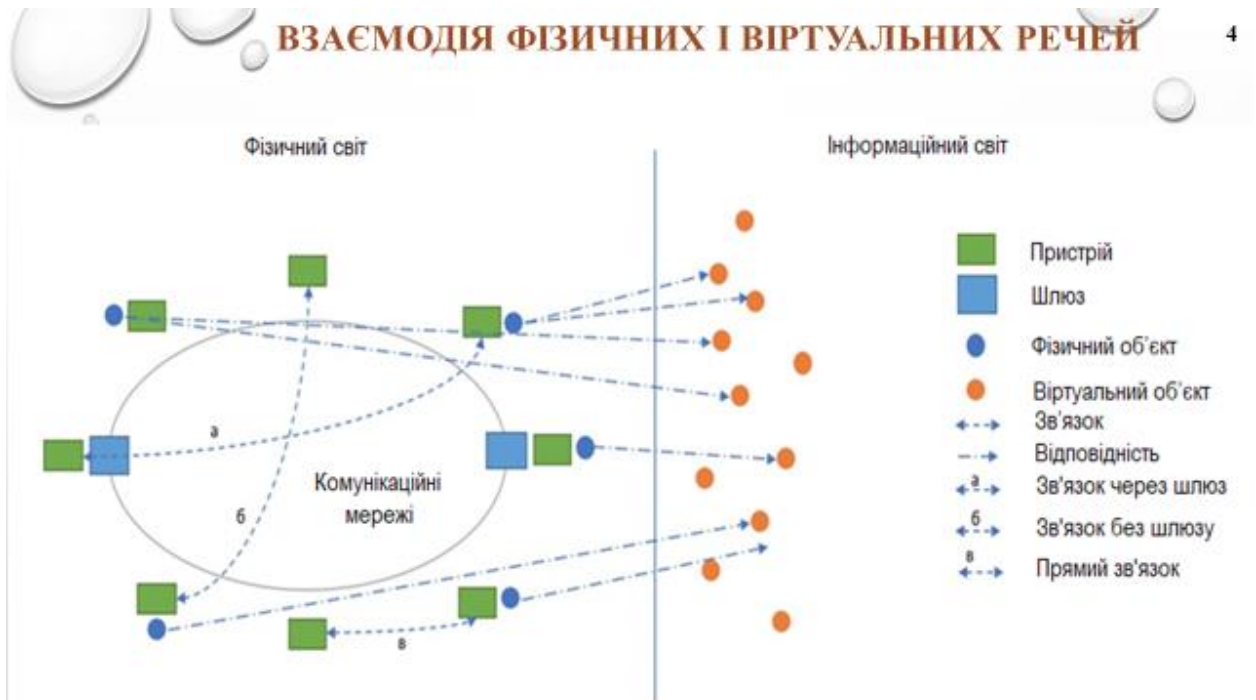 ВЗАЄМОДІЯ ФІЗИЧНИХ І ВІРТУАЛЬНИХ РЕЧЕЙ
4
Фізичний світ
Інформаційний світ
а
б
в
Комунікаційні
мережі
Пристрій
Шлюз
Фізичний об'єкт
Віртуальний об'єкт
Зв'язок
Відповідність
а
Зв'язок через шлюз
б
Зв'язок без шлюзу
в
Прямий зв'язок